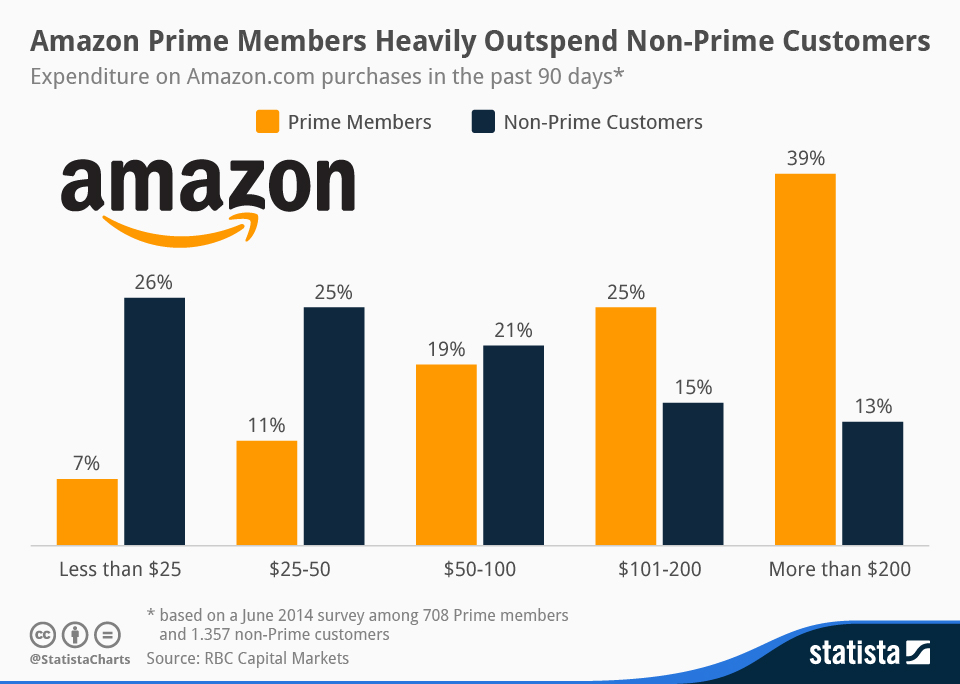 Amazon Prime Members Heavily Outspend Non-Prime Customers
Expenditure on Amazon.com purchases in the past 90 days*
Prime Members Non-Prime Customers
amazon
39%
26%
25%
25%
21%
19%
15%
13%
11%
7%
Less than $25 $25-50 $50-100 $101-200 More than $200
* based on a June 2014 survey among 708 Prime members
and 1.357 non-Prime customers
cc
@StatistaCharts Source: RBC Capital Markets
statista